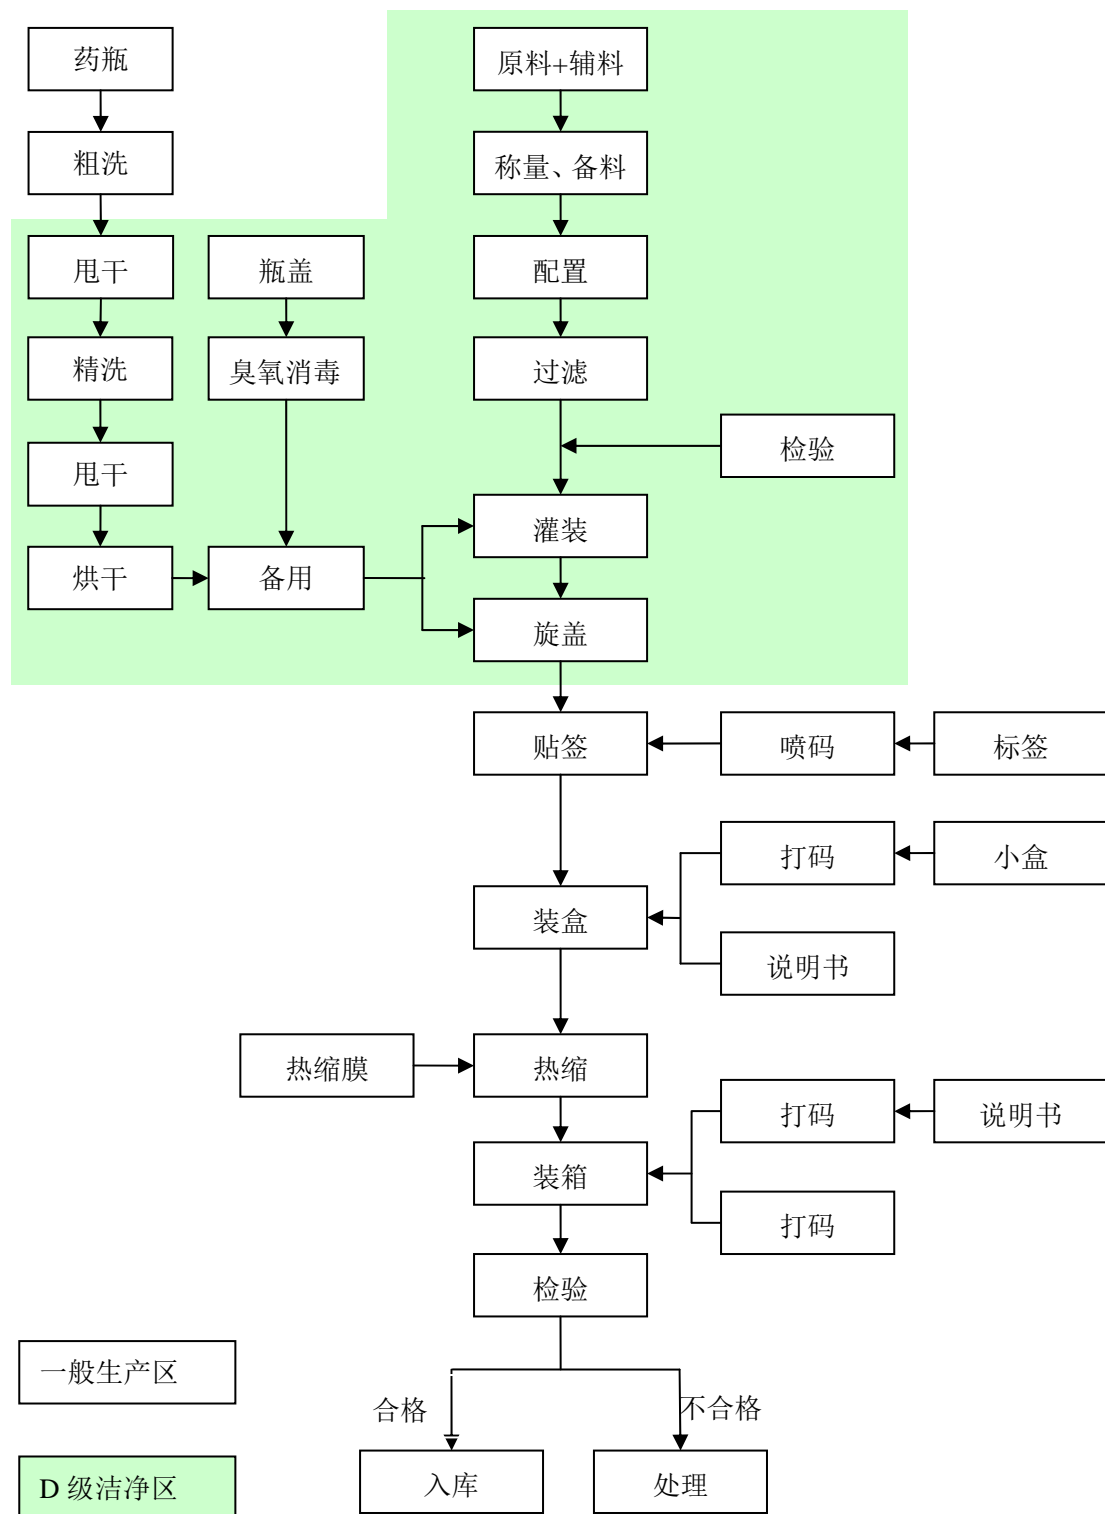 药瓶
原料+辅料
粗洗
称量、备料
甩干
瓶盖
配置
精洗
臭氧消毒
过滤
甩干
检验
烘干
备用
灌装
旋盖
贴签
喷码
标签
打码
小盒
装盒
说明书
热缩膜
热缩
打码
说明书
装箱
打码
检验
一般生产区
合格
不合格
D 级洁净区
入库
处理